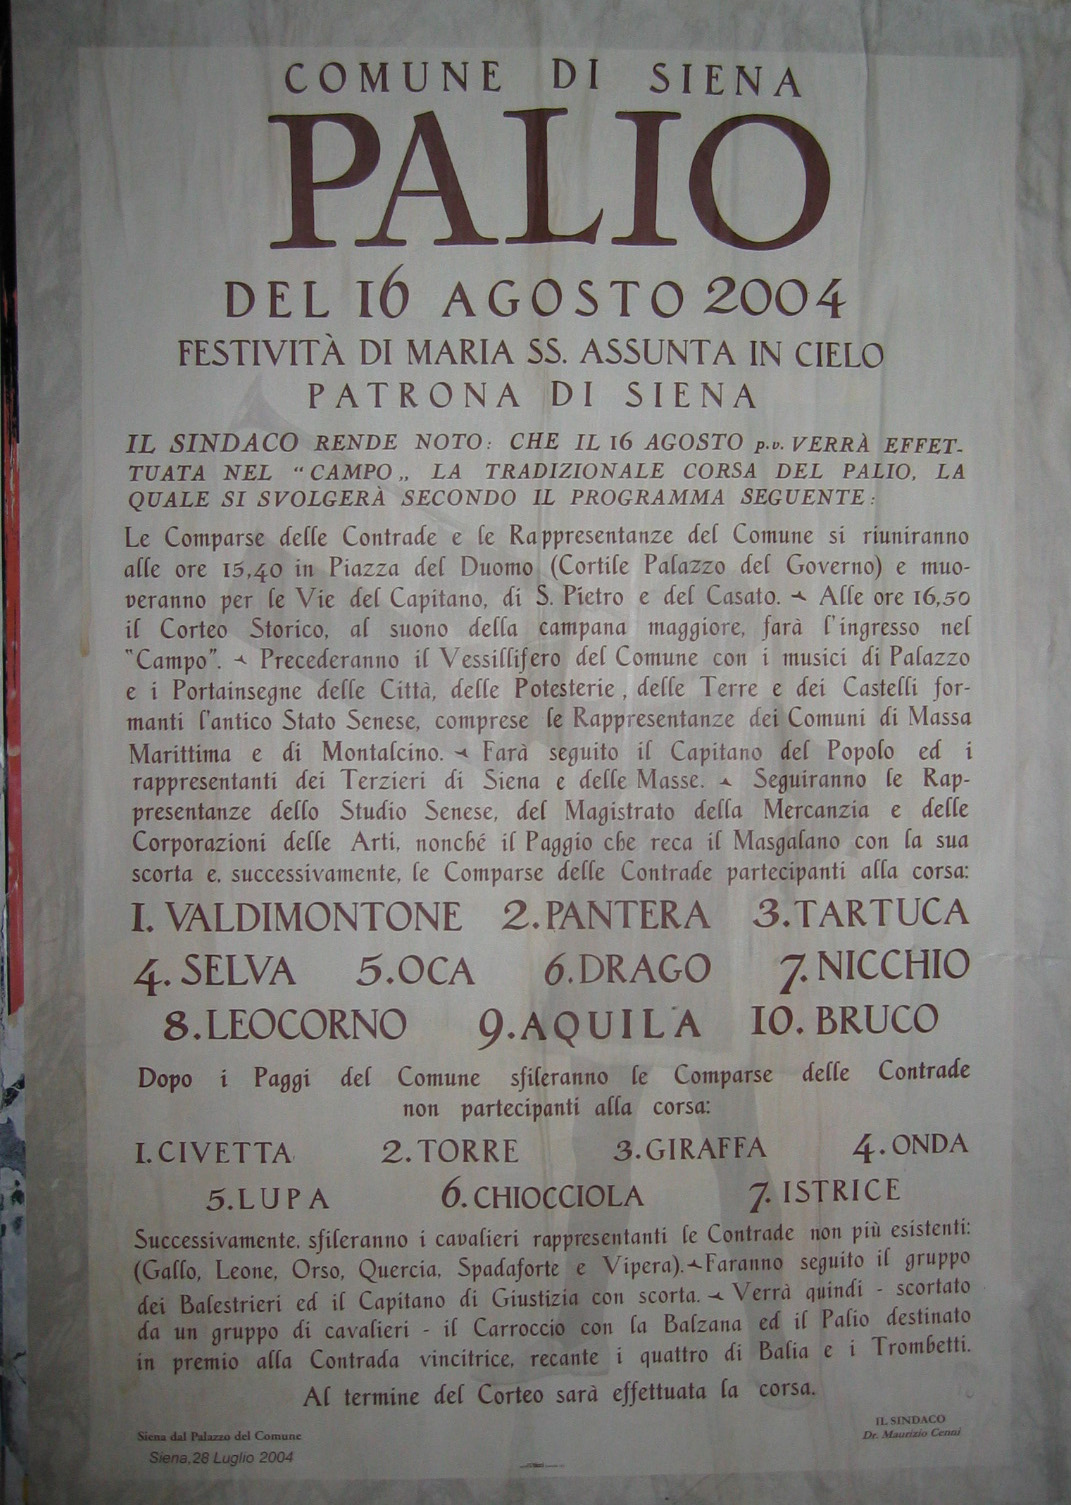 COMUNE DI SIENA
PALIO
DEL 16 AGOSTO 2004
FESTIVITÀ DI MARIA SS. ASSUNTA IN CIELO
PATRONA DI SIENA
IL SINDACO RENDE NOTO: CHE IL 16 AGOSTO p.v. VERRÀ EFFET-
TUATA NEL “CAMPO„ LA TRADIZIONALE CORSA DEL PALIO, LA
QUALE SI SVOLGERÀ SECONDO IL PROGRAMMA SEGUENTE:
Le Comparse delle Contrade e le Rappresentanze del Comune si riuniranno
alle ore 15,40 in Piazza del Duomo (Cortile Palazzo del Governo) e muo-
veranno per le Vie del Capitano, di S. Pietro e del Casato. - Alle ore 16,50
il Corteo Storico, al suono della campana maggiore, farà l'ingresso nel
"Campo". - Precederanno il Vessillifero del Comune con i musici di Palazzo
e i Portainsegne delle Città, delle Potesterie, delle Terre e dei Castelli for-
manti l'antico Stato Senese, comprese le Rappresentanze dei Comuni di Massa
Marittima e di Montalcino. - Farà seguito il Capitano del Popolo ed i
rappresentanti dei Terzieri di Siena e delle Masse. - Seguiranno le Rap-
presentanze dello Studio Senese, del Magistrato della Mercanzia e delle
Corporazioni delle Arti, nonché il Paggio che reca il Masgalano con la sua
scorta e, successivamente, le Comparse delle Contrade partecipanti alla corsa:
1. VALDIMONTONE 2. PANTERA 3. TARTUCA
4. SELVA 5. OCA 6. DRAGO 7. NICCHIO
8. LEOCORNO 9. AQUILA 10. BRUCO
Dopo i Paggi del Comune sfileranno le Comparse delle Contrade
non partecipanti alla corsa:
1. CIVETTA 2. TORRE 3. GIRAFFA 4. ONDA
5. LUPA 6. CHIOCCIOLA 7. ISTRICE
Successivamente, sfileranno i cavalieri rappresentanti le Contrade non più esistenti:
(Gallo, Leone, Orso, Quercia, Spadaforte e Vipera).-Faranno seguito il gruppo
dei Balestrieri ed il Capitano di Giustizia con scorta. - Verrà quindi - scortato
da un gruppo di cavalieri - il Carroccio con la Balzana ed il Palio destinato
in premio alla Contrada vincitrice, recante i quattro di Balia e i Trombetti.
Al termine del Corteo sarà effettuata la corsa.
Siena dal Palazzo del Comune
Siena,28 Luglio 2004
IL SINDACO
Dr. Maurizio Cenni